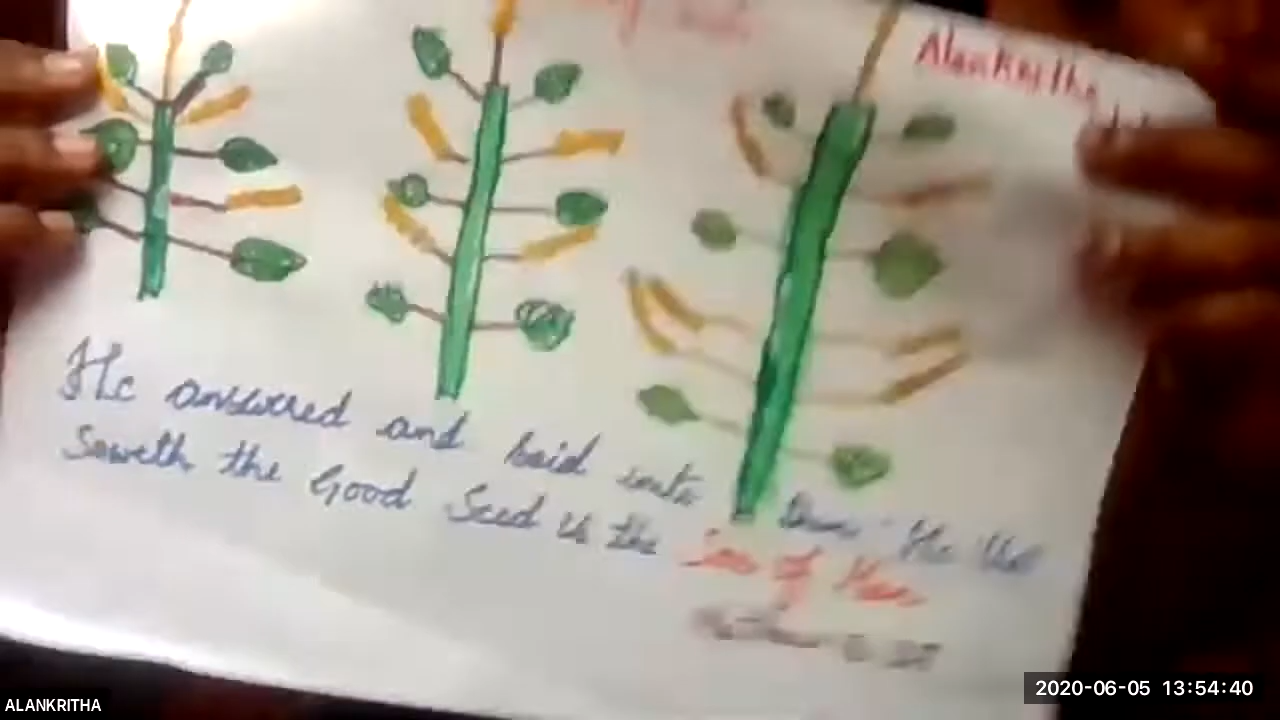 Alankritha
He answered and Said unto them "He that
Soweth the Good Seed is the Son of Man
ALANKRITHA
2020-06-05 13:54:40